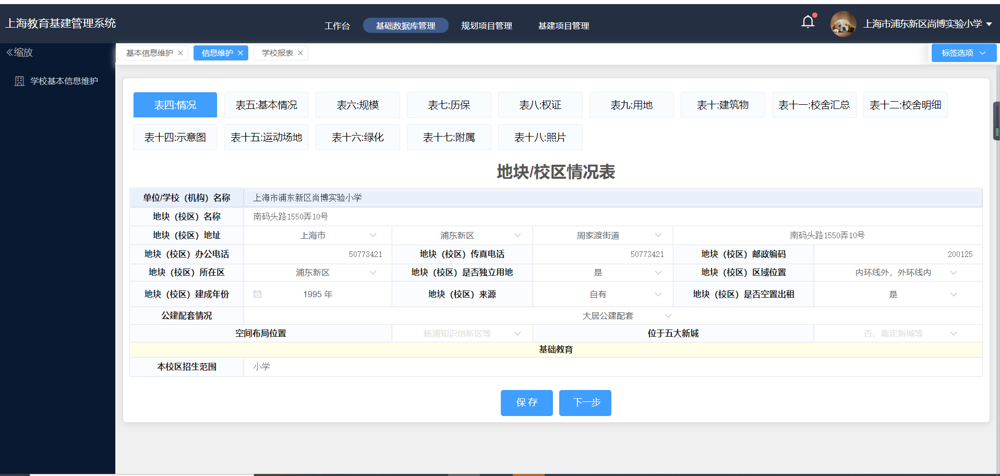 上海教育基建管理系统
工作台 基础数据库管理 规划项目管理 基建项目管理
上海市浦东新区尚博实验小学
缩放
学校基本信息维护
基本信息维护 信息维护 学校报表
标签选项
表四:情况 表五:基本情况 表六:规模 表七:历保 表八:权证 表九:用地 表十:建筑物 表十一:校舍汇总 表十二:校舍明细
表十四:示意图 表十五:运动场地 表十六:绿化 表十七:附属 表十八:照片
地块/校区情况表
单位/学校（机构）名称 上海市浦东新区尚博实验小学
地块（校区）名称 南码头路1550弄10号
地块（校区）地址 上海市 浦东新区 周家渡街道 南码头路1550弄10号
地块（校区）办公电话 50773421 地块（校区）传真电话 50773421 地块（校区）邮政编码 200125
地块（校区）所在区 浦东新区 地块（校区）是否独立用地 是 地块（校区）区域位置 内环线外，外环线内
地块（校区）建成年份 1995 年 地块（校区）来源 自有 地块（校区）是否空置出租 是
公建配套情况 大居公建配套
空间布局位置 杨浦知识创新区等 位于五大新城 否、嘉定新城等
基础教育
本校区招生范围 小学
保 存 下一步